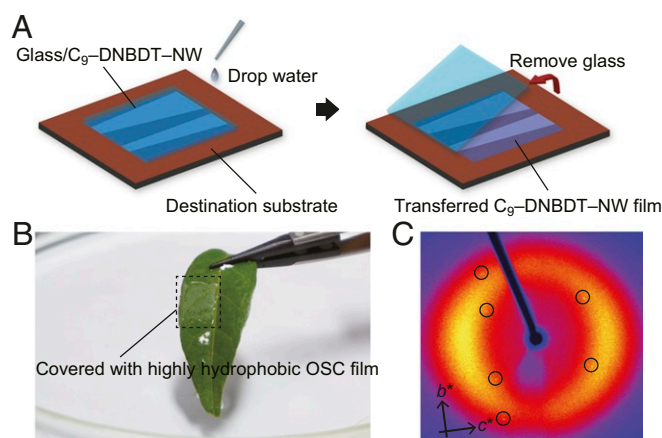 A
Glass/C₉–DNBDT–NW
Drop water
Remove glass
Destination substrate
Transferred C₉–DNBDT–NW film
B
C
Covered with highly hydrophobic OSC film
b*
c*